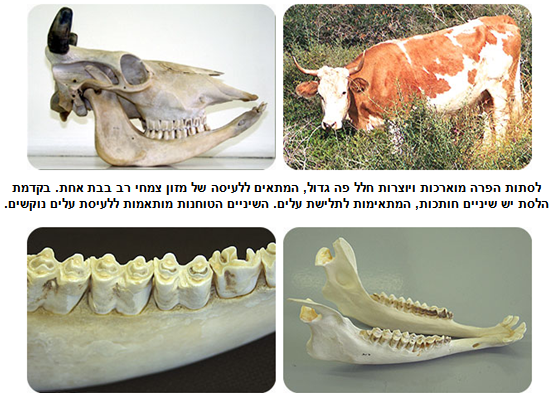 לסתות הפרה מוארכות ויוצרות חלל פה גדול, המתאים ללעיסה של מזון צמחי רב בבת אחת. בקדמת
הלסת יש שיניים חותכות, המתאימות לתלישת עלים. השיניים הטוחנות מותאמות ללעיסת עלים נוקשים.